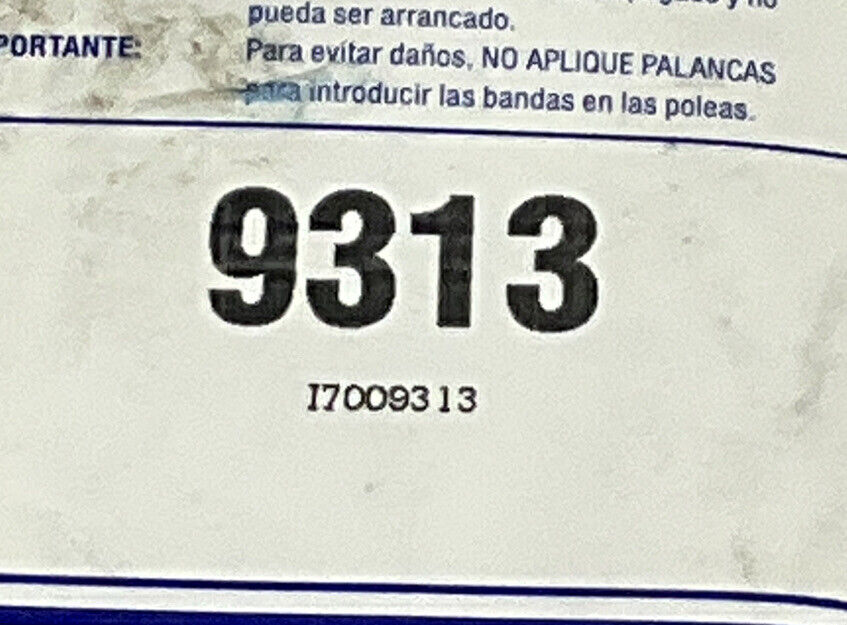 pueda ser arrancado.
PORTANTE:
Para evitar daños, NO APLIQUE PALANCAS
para introducir las bandas en las poleas.
9313
I7009313